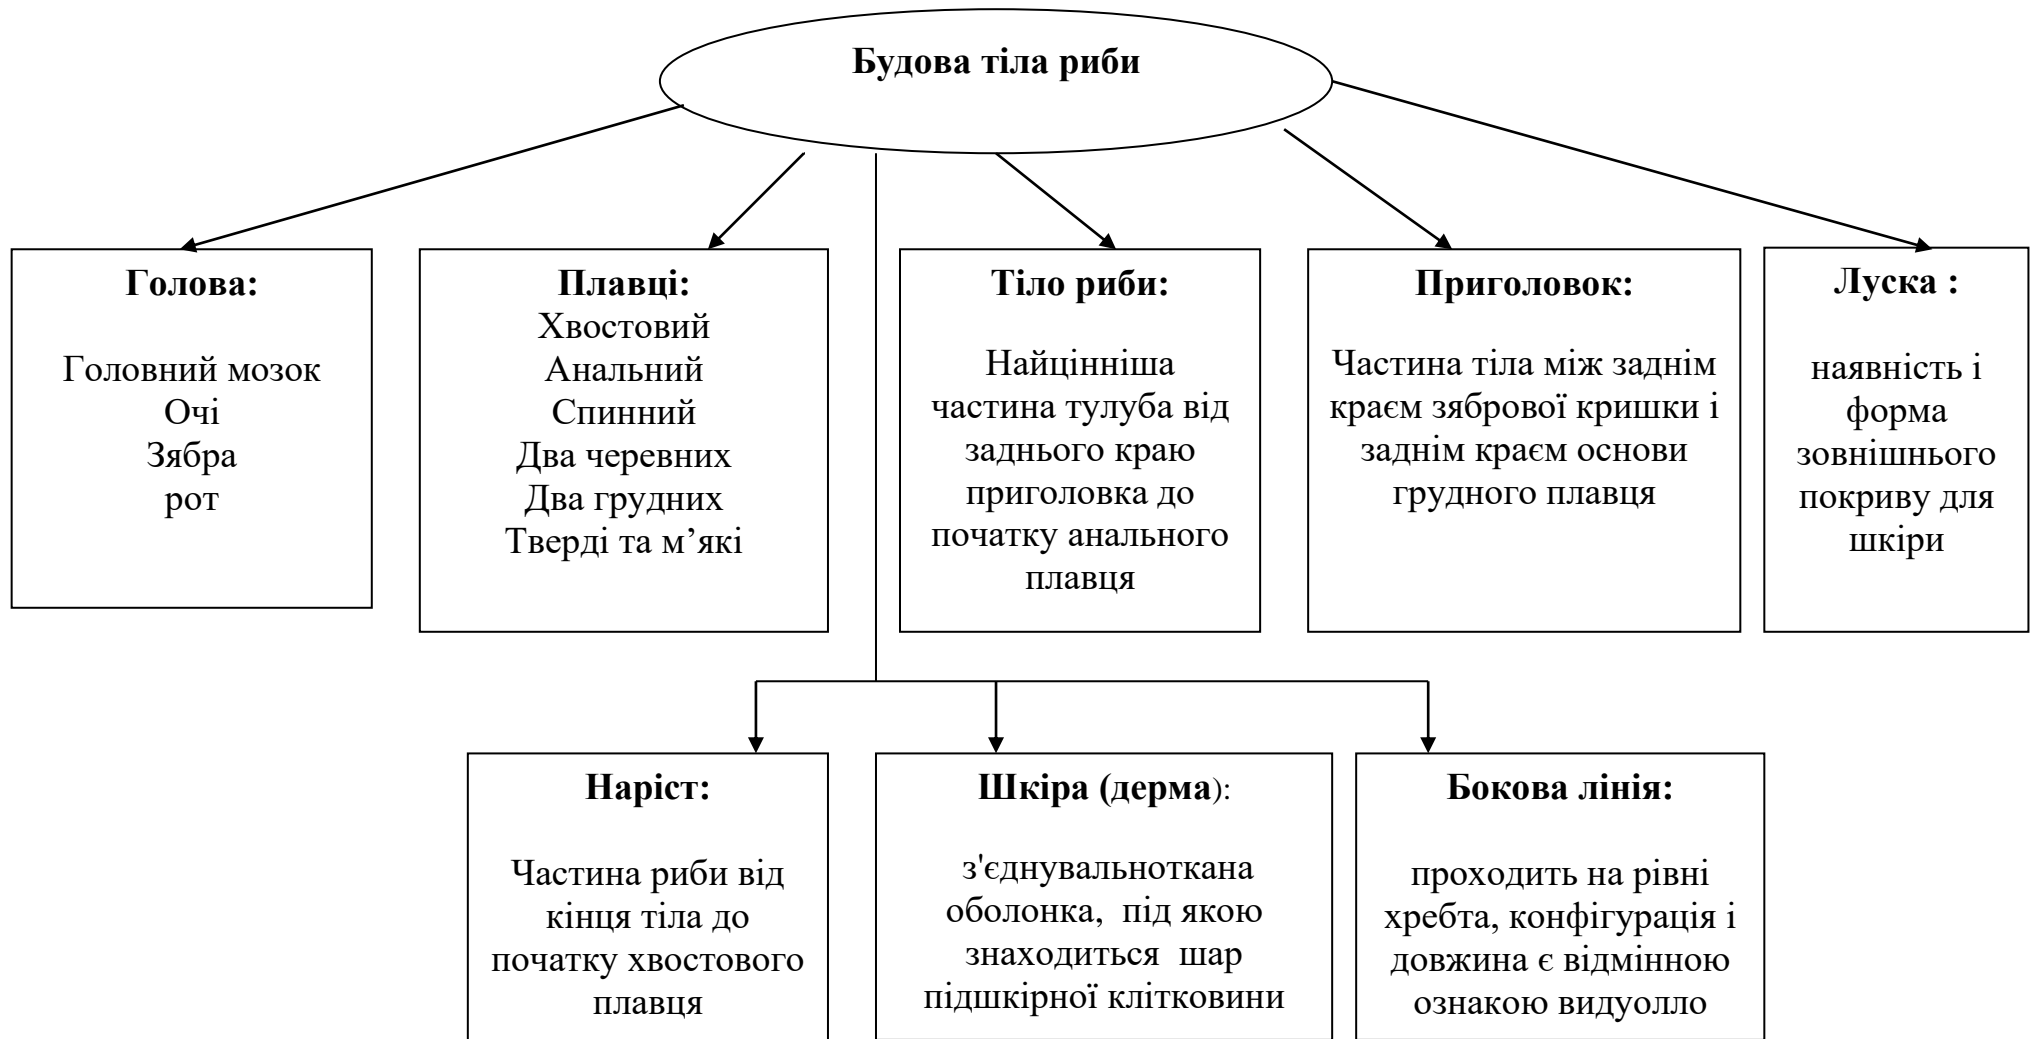 Будова тіла риби
Голова:
Головний мозок
Очі
Зябра
рот
Плавці:
Хвостовий
Анальний
Спинний
Два черевних
Два грудних
Тверді та м’які
Тіло риби:
Найцінніша
частина тулуба від
заднього краю
приголовка до
початку анального
плавця
Приголовок:
Частина тіла між заднім
краєм зябрової кришки і
заднім краєм основи
грудного плавця
Луска :
наявність і
форма
зовнішнього
покриву для
шкіри
Наріст:
Частина риби від
кінця тіла до
початку хвостового
плавця
Шкіра (дерма):
з'єднувальноткана
оболонка, під якою
знаходиться шар
підшкірної клітковини
Бокова лінія:
проходить на рівні
хребта, конфігурація і
довжина є відмінною
ознакою видуолло